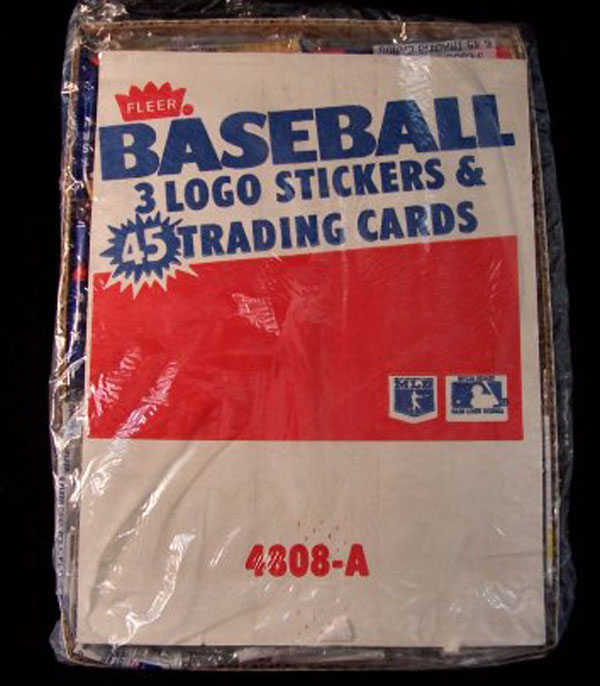 FLEER
BASEBALL
3 LOGO STICKERS &
45 TRADING CARDS
MLB
4808-A